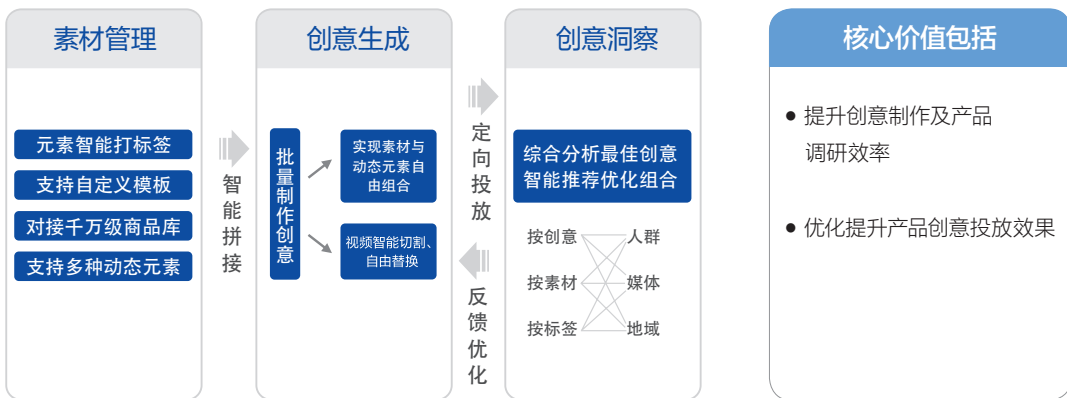 素材管理
元素智能打标签
支持自定义模板
对接千万级商品库
支持多种动态元素
智能拼接
创意生成
批量制作创意
实现素材与
动态元素自
由组合
视频智能切割、
自由替换
定向投放
反馈优化
创意洞察
综合分析最佳创意
智能推荐优化组合
按创意 人群
按素材 媒体
按标签 地域
核心价值包括
● 提升创意制作及产品
调研效率
● 优化提升产品创意投放效果